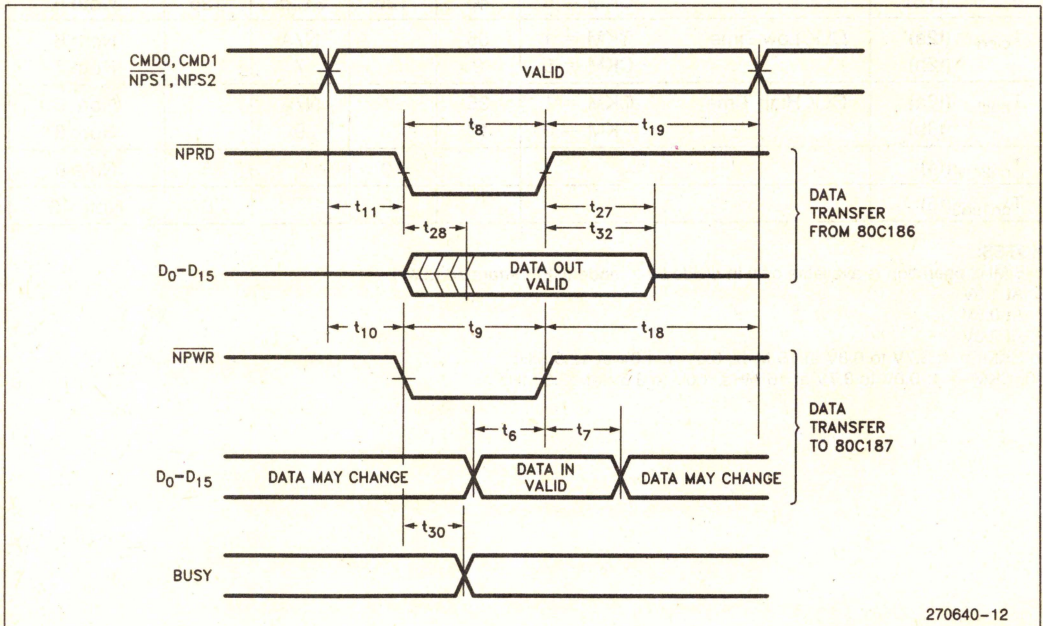 CMD0, CMD1
NPS1, NPS2
VALID
t8
t19
NPRD
t11
t28
t27
t32
DATA
TRANSFER
FROM 80C186
D0–D15
DATA OUT
VALID
t10
t9
t18
NPWR
t6
t7
DATA
TRANSFER
TO 80C187
D0–D15
DATA MAY CHANGE
DATA IN
VALID
DATA MAY CHANGE
t30
BUSY
270640–12